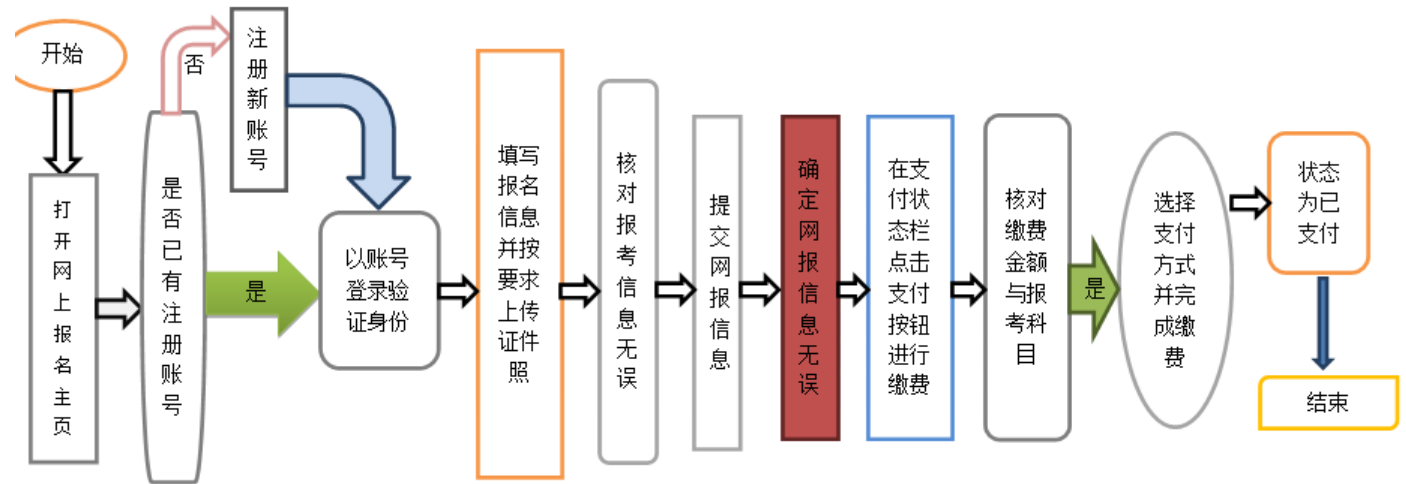 开始
打开网上报名主页
是否已有注册账号
否
注册新账号
是
以账号
登录验
证身份
填写
报名
信息
并按
要求
上传
证件
照
核对报考信息无误
提交网报信息
确定网报信息无误
在支
付状
态栏
点击
支付
按钮
进行
缴费
核对
缴费
金额
与报
考科
目
是
选择
支付
方式
并完
成缴
费
状态
为已
支付
结束